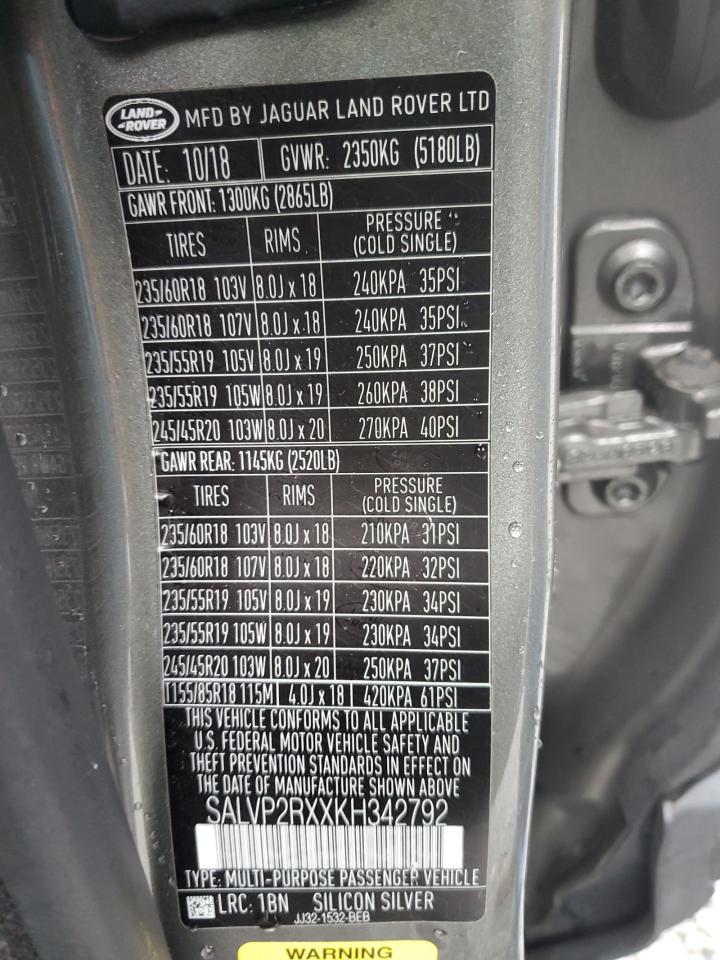 LAND ROVER MFD BY JAGUAR LAND ROVER LTD
DATE: 10/18 GVWR: 2350KG (5180LB)
GAWR FRONT: 1300KG (2865LB)
TIRES RIMS PRESSURE (COLD SINGLE)
235/60R18 103V 8.0J x 18 240KPA 35PSI
235/60R18 107V 8.0J x 18 240KPA 35PSI
235/55R19 105V 8.0J x 19 250KPA 37PSI
235/55R19 105W 8.0J x 19 260KPA 38PSI
245/45R20 103W 8.0J x 20 270KPA 40PSI
GAWR REAR: 1145KG (2520LB)
TIRES RIMS PRESSURE (COLD SINGLE)
235/60R18 103V 8.0J x 18 210KPA 31PSI
235/60R18 107V 8.0J x 18 220KPA 32PSI
235/55R19 105V 8.0J x 19 230KPA 34PSI
235/55R19 105W 8.0J x 19 230KPA 34PSI
245/45R20 103W 8.0J x 20 250KPA 37PSI
T155/85R18 115M 4.0J x 18 420KPA 61PSI
THIS VEHICLE CONFORMS TO ALL APPLICABLE
U.S. FEDERAL MOTOR VEHICLE SAFETY AND
THEFT PREVENTION STANDARDS IN EFFECT ON
THE DATE OF MANUFACTURE SHOWN ABOVE
SALVP2RXXKH342792
TYPE: MULTI-PURPOSE PASSENGER VEHICLE
LRC: 1BN SILICON SILVER
JJ32-1532-BEB
WARNING